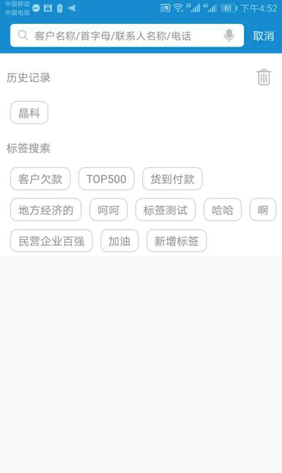 中国移动
中国电信
61 下午4:52
客户名称/首字母/联系人名称/电话 取消
历史记录
晶科
标签搜索
客户欠款 TOP500 货到付款
地方经济的 呵呵 标签测试 哈哈 啊
民营企业百强 加油 新增标签